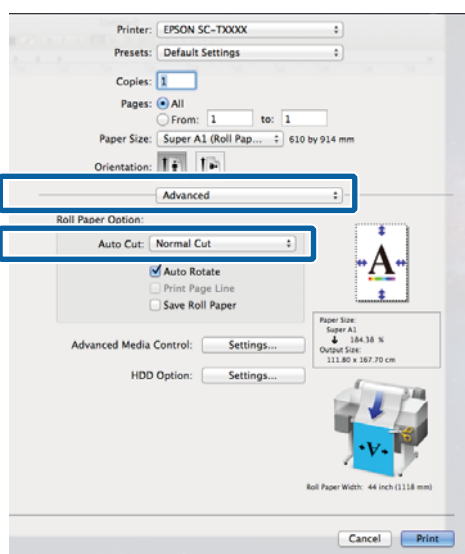 Printer: EPSON SC-TXXXX
Presets: Default Settings
Copies: 1
Pages: All
From: 1 to: 1
Paper Size: Super A1 (Roll Pap... 610 by 914 mm
Orientation:
Advanced
Roll Paper Option:
Auto Cut: Normal Cut
Auto Rotate
Print Page Line
Save Roll Paper
A
Paper Size:
Super A1
184.38 %
Output Size:
111.80 x 167.70 cm
Advanced Media Control: Settings...
HDD Option: Settings...
A
Roll Paper Width: 44 inch (1118 mm)
Cancel Print